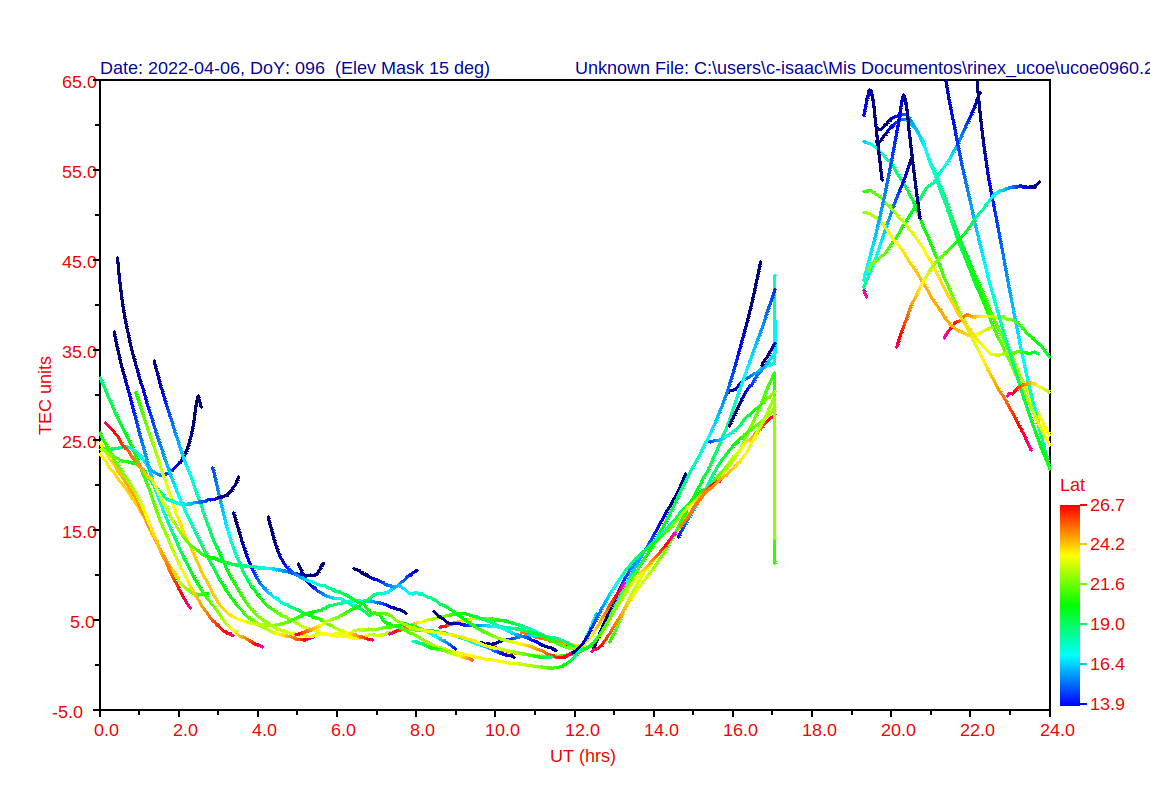 Date: 2022-04-06, DoY: 096  (Elev Mask 15 deg) Unknown File: C:\users\c-isaac\Mis Documentos\rinex_ucoe\ucoe0960.2
65.0
55.0
45.0
35.0
25.0
15.0
5.0
-5.0
TEC units
0.0 2.0 4.0 6.0 8.0 10.0 12.0 14.0 16.0 18.0 20.0 22.0 24.0
UT (hrs)
Lat
26.7
24.2
21.6
19.0
16.4
13.9